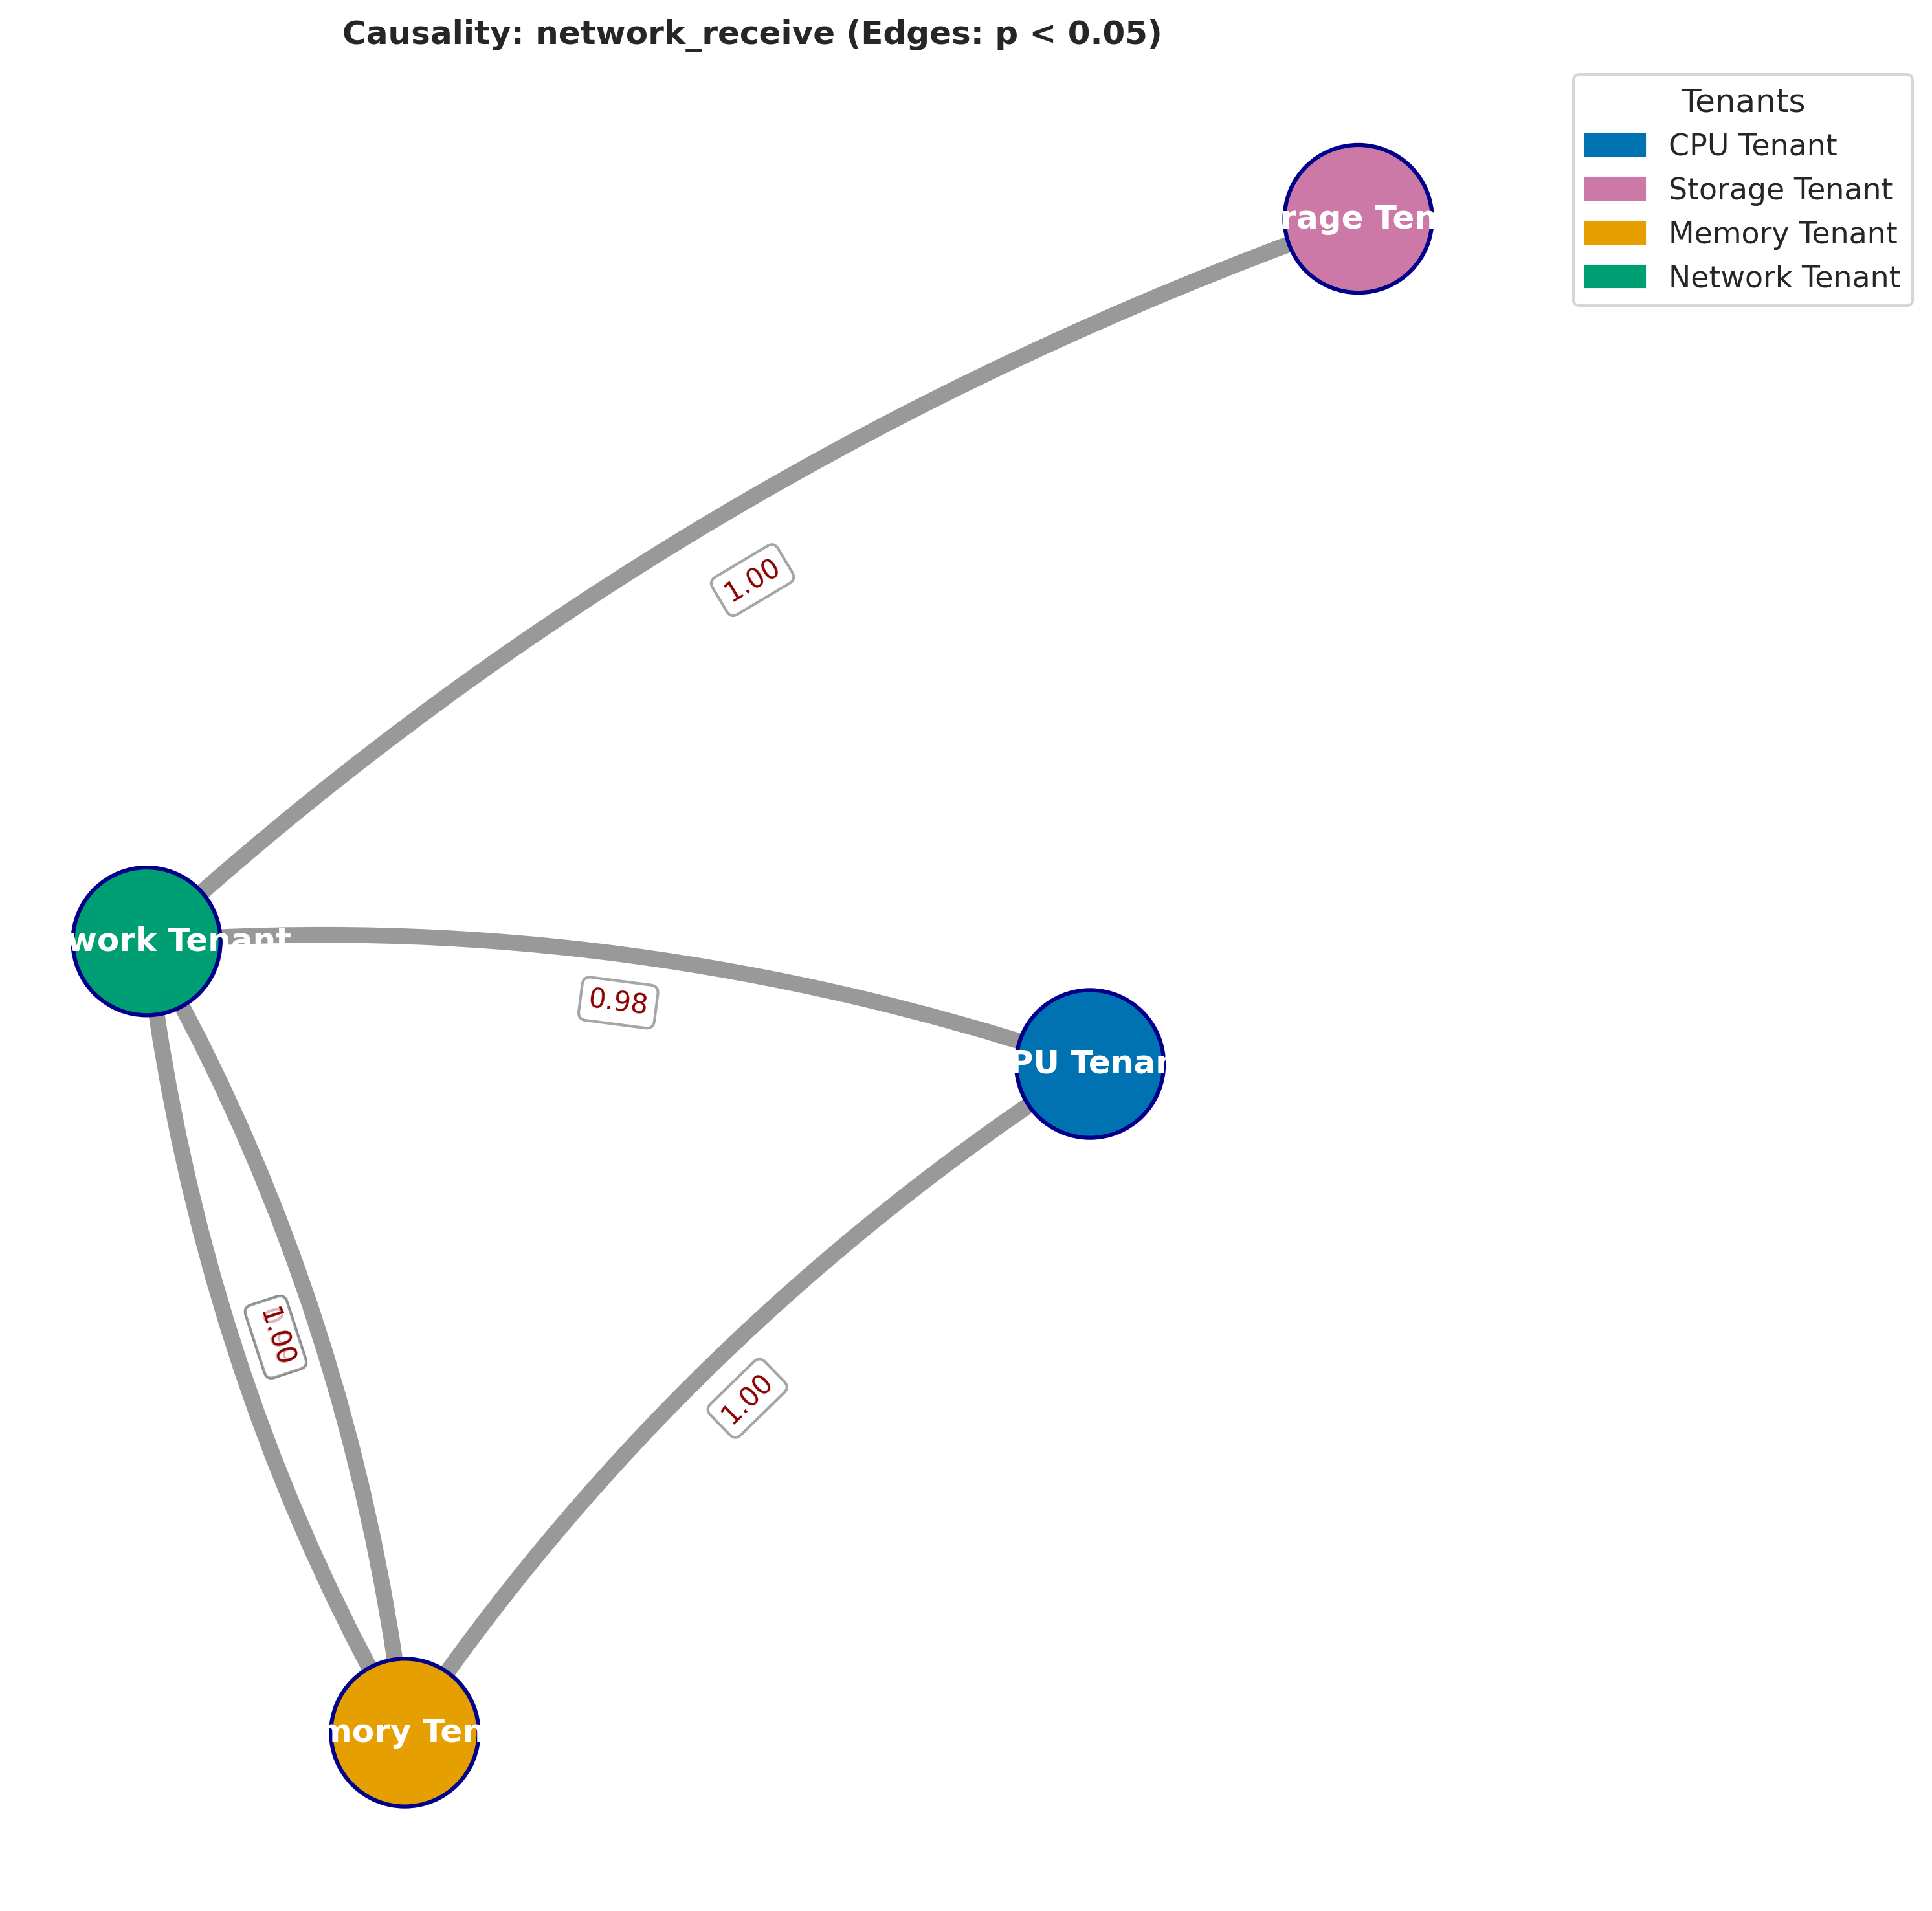 Causality: network_receive (Edges: p < 0.05)
Tenants
CPU Tenant
Storage Tenant
Memory Tenant
Network Tenant
rage Ten
1.00
work Tenant
0.98
PU Tenan
1.00
1.00
mory Ten